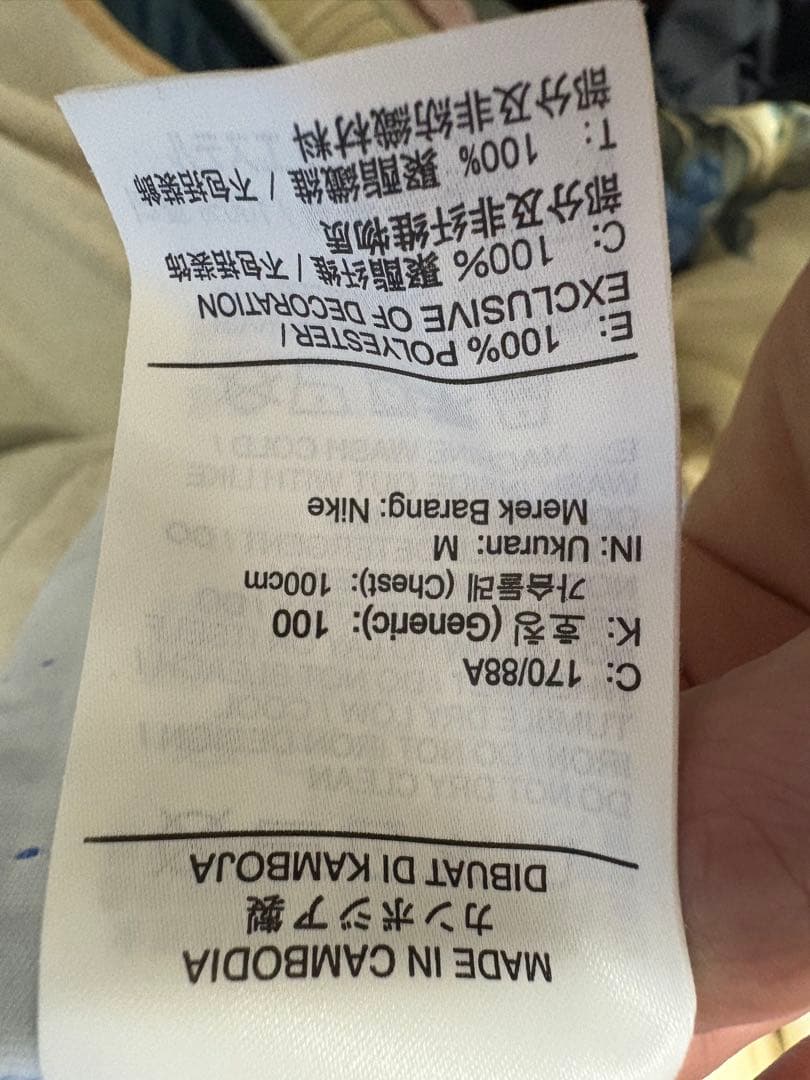 MADE IN CAMBODIA
カンボジア製
DIBUAT DI KAMBOJA
C: 170/88A
K: 호칭 (Generic): 100
가슴둘레 (Chest): 100cm
IN: Ukuran: M
Merek Barang: Nike
E: 100% POLYESTER/
EXCLUSIVE OF DECORATION
C: 100% 聚酯纤维 / 不包括装饰
部分及非纤维物质
T: 100% 聚酯纖維 / 不包括裝飾
部分及非紡織材料